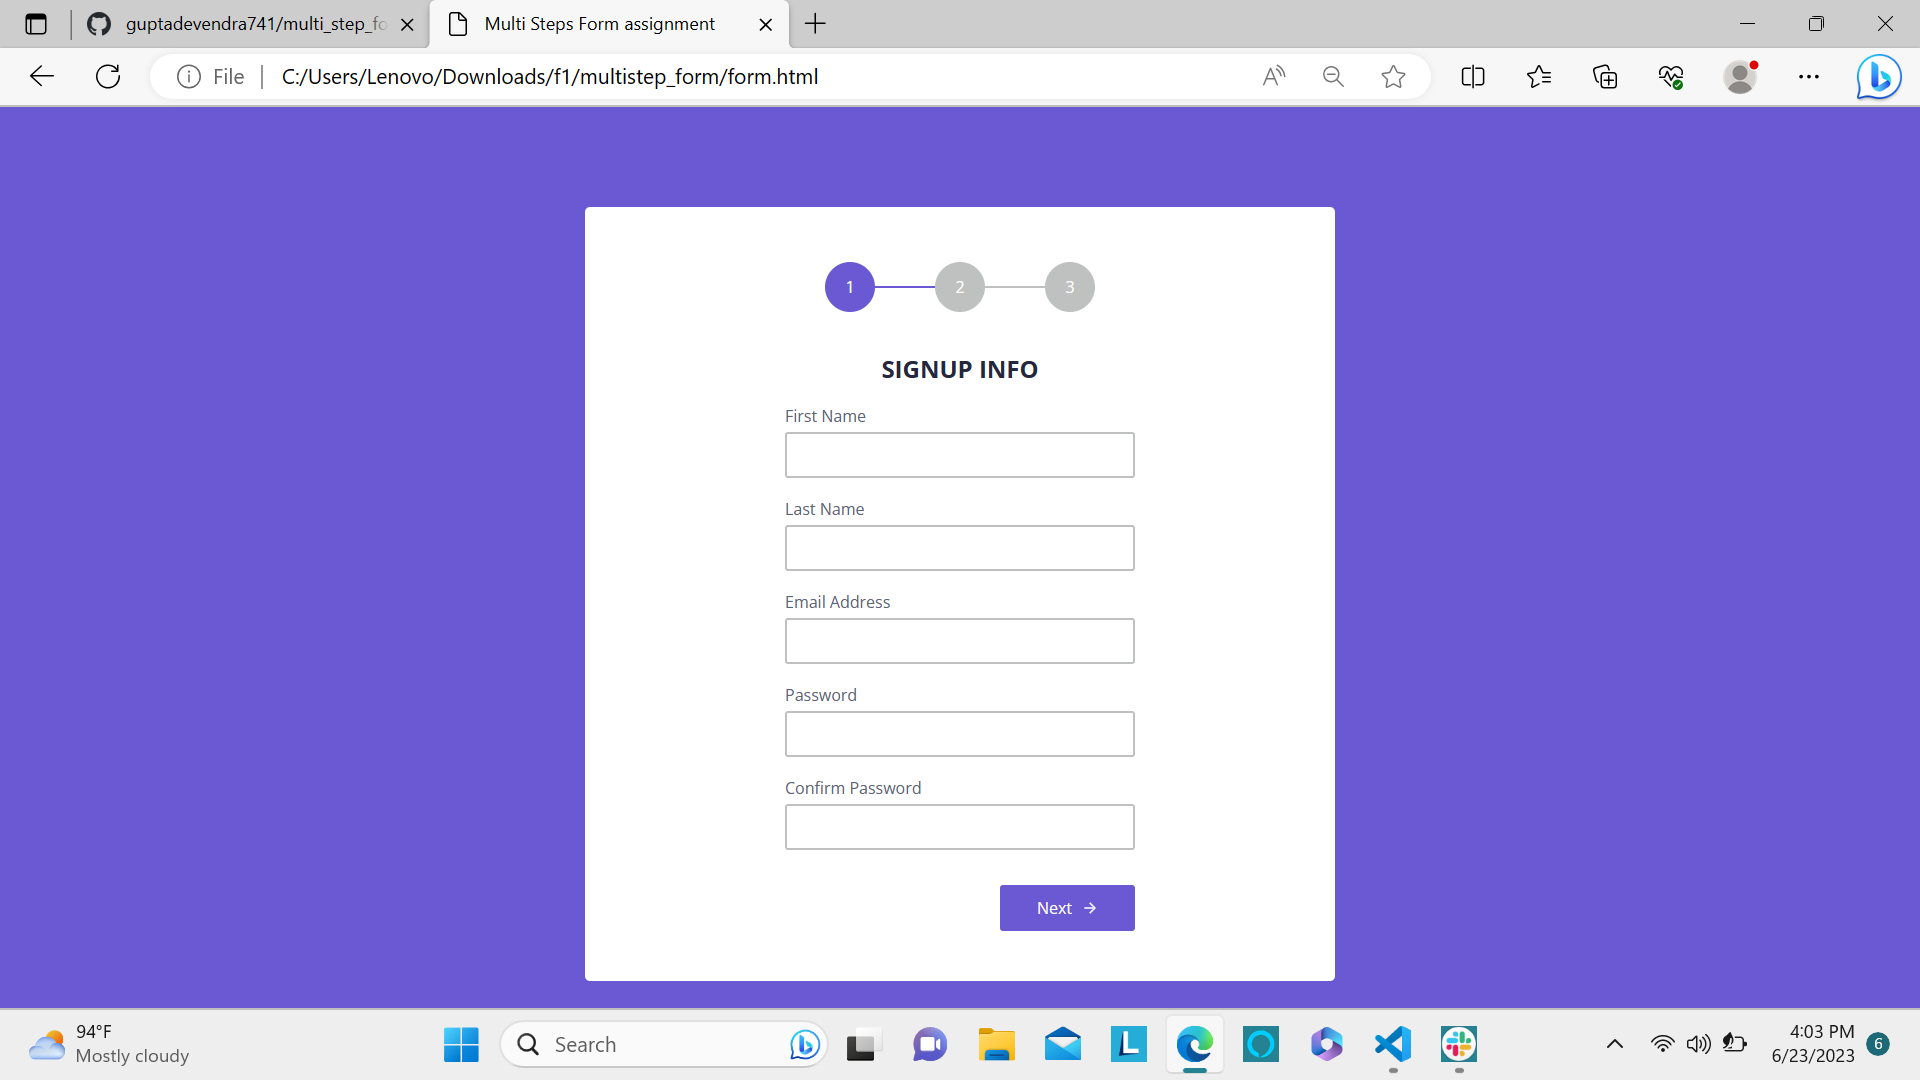 guptadevendra741/multi_step_fo
Multi Steps Form assignment
File
C:/Users/Lenovo/Downloads/f1/multistep_form/form.html
1
2
3
SIGNUP INFO
First Name
Last Name
Email Address
Password
Confirm Password
Next →
94°F
Mostly cloudy
Search
4:03 PM
6/23/2023
6